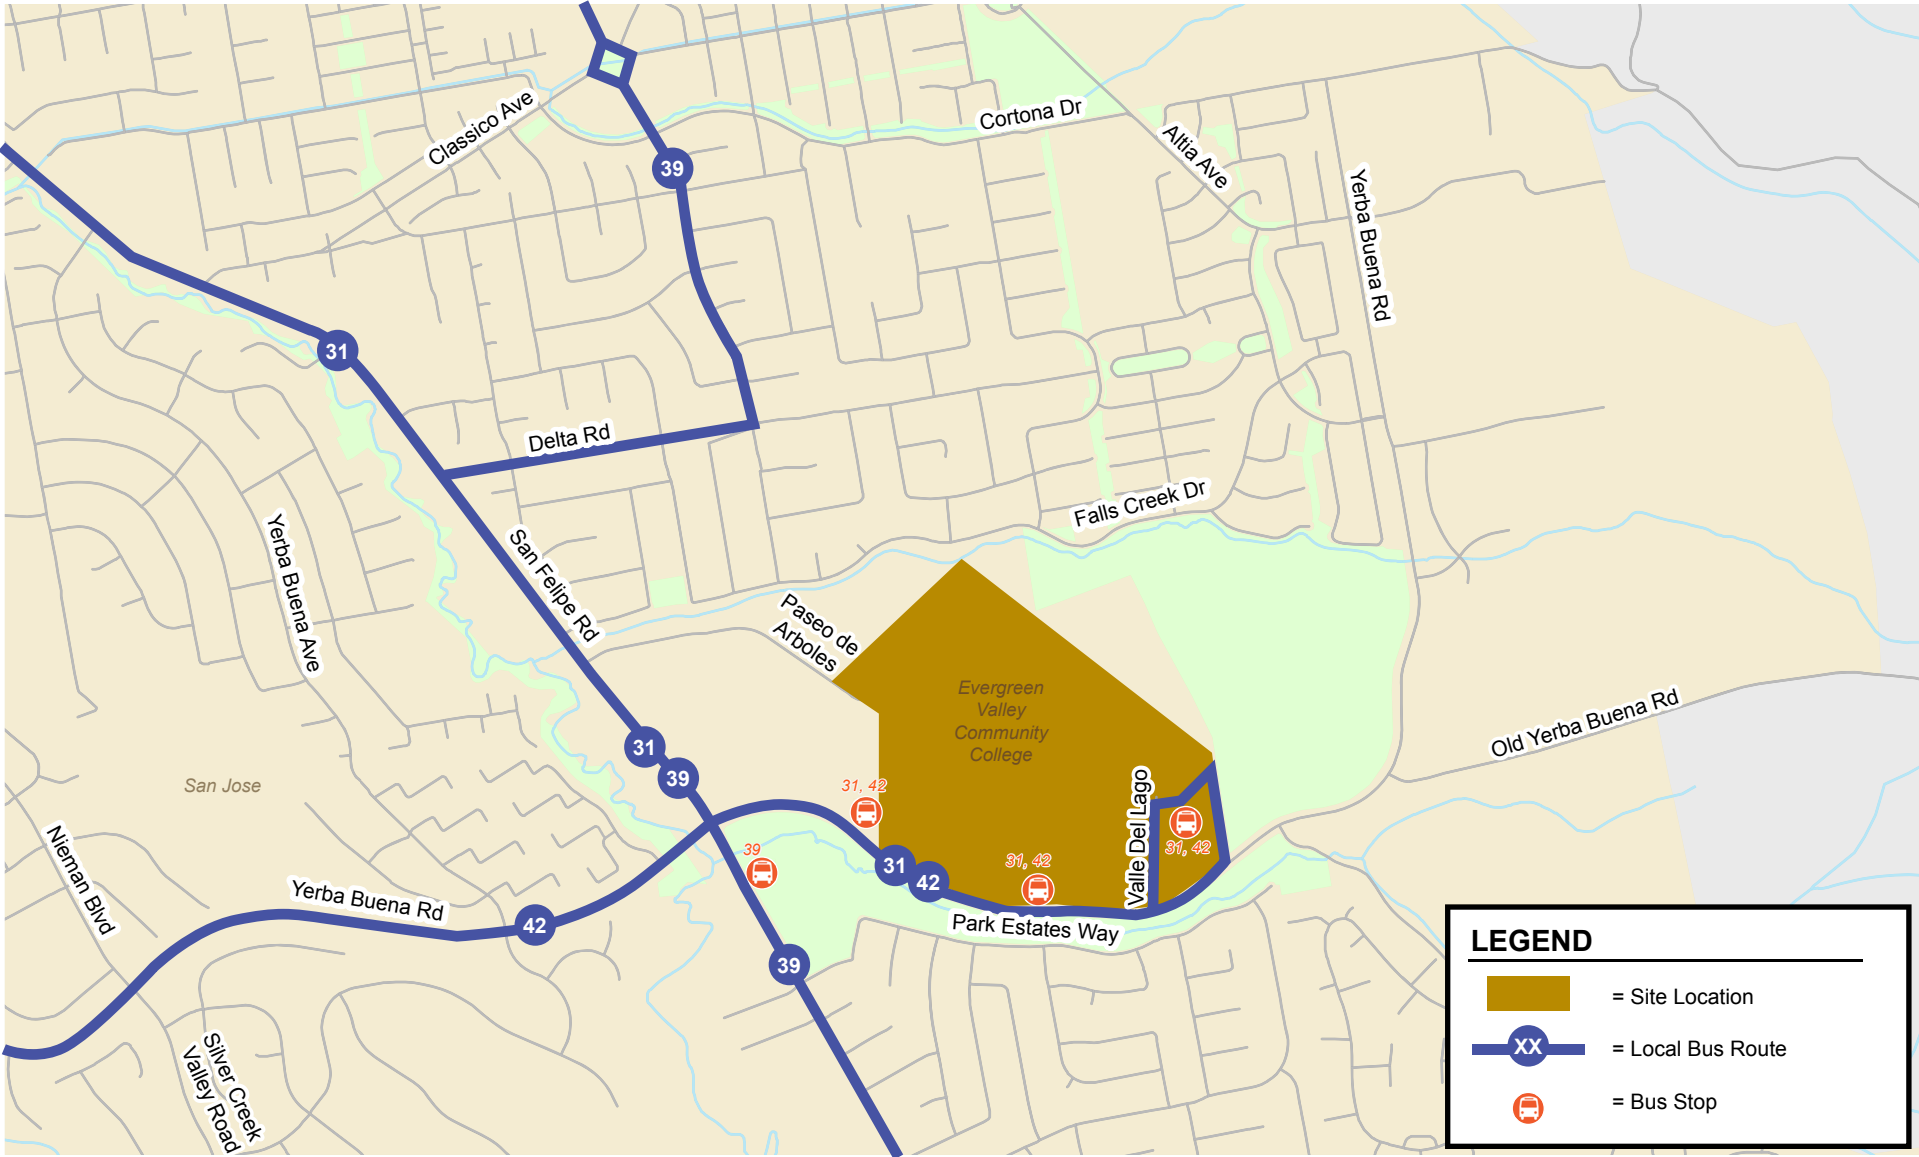 Classico Ave
39
Cortona Dr
Altia Ave
Yerba Buena Rd
31
Delta Rd
Falls Creek Dr
San Felipe Rd
Yerba Buena Ave
Paseo de
Arboles
Evergreen
Valley
Community
College
Old Yerba Buena Rd
31
39
San Jose
31, 42
Valle Del Lago
31, 42
39
31
42
31, 42
Nieman Blvd
Yerba Buena Rd
42
Park Estates Way
39
Silver Creek
Valley Road
LEGEND
= Site Location
XX
= Local Bus Route
= Bus Stop